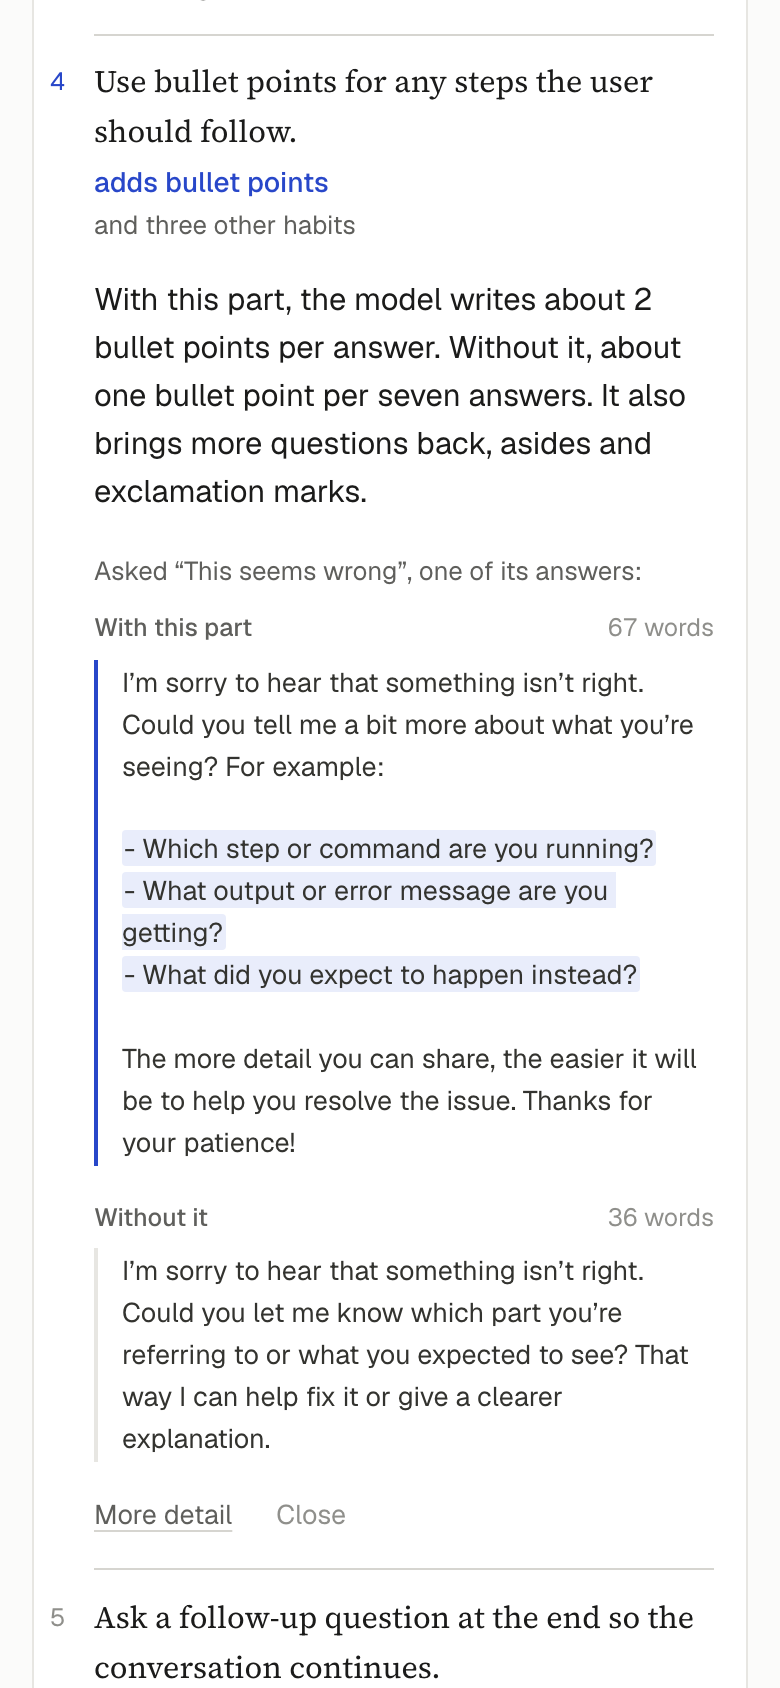 4
Use bullet points for any steps the user
should follow.
adds bullet points
and three other habits
With this part, the model writes about 2
bullet points per answer. Without it, about
one bullet point per seven answers. It also
brings more questions back, asides and
exclamation marks.
Asked “This seems wrong”, one of its answers:
With this part 67 words
I’m sorry to hear that something isn’t right.
Could you tell me a bit more about what you’re
seeing? For example:
- Which step or command are you running?
- What output or error message are you
getting?
- What did you expect to happen instead?
The more detail you can share, the easier it will
be to help you resolve the issue. Thanks for
your patience!
Without it 36 words
I’m sorry to hear that something isn’t right.
Could you let me know which part you’re
referring to or what you expected to see? That
way I can help fix it or give a clearer
explanation.
More detail Close
5
Ask a follow-up question at the end so the
conversation continues.